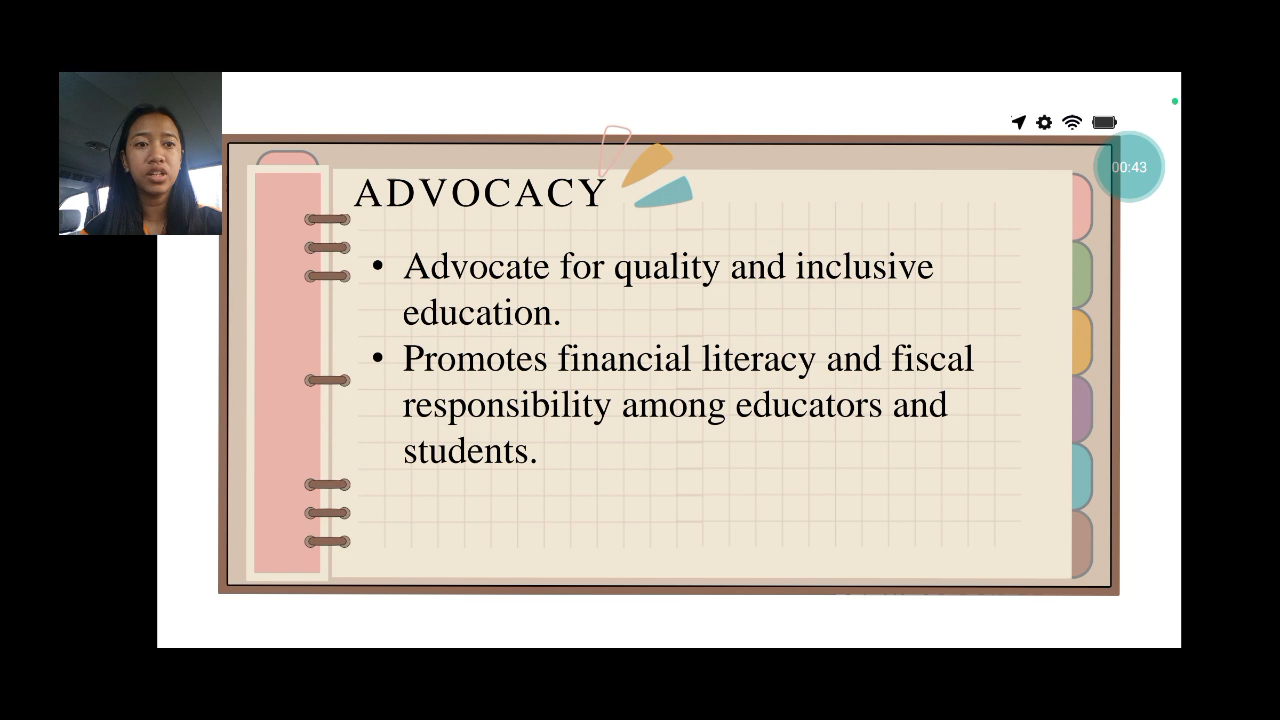 00:43
ADVOCACY
• Advocate for quality and inclusive
education.
• Promotes financial literacy and fiscal
responsibility among educators and
students.